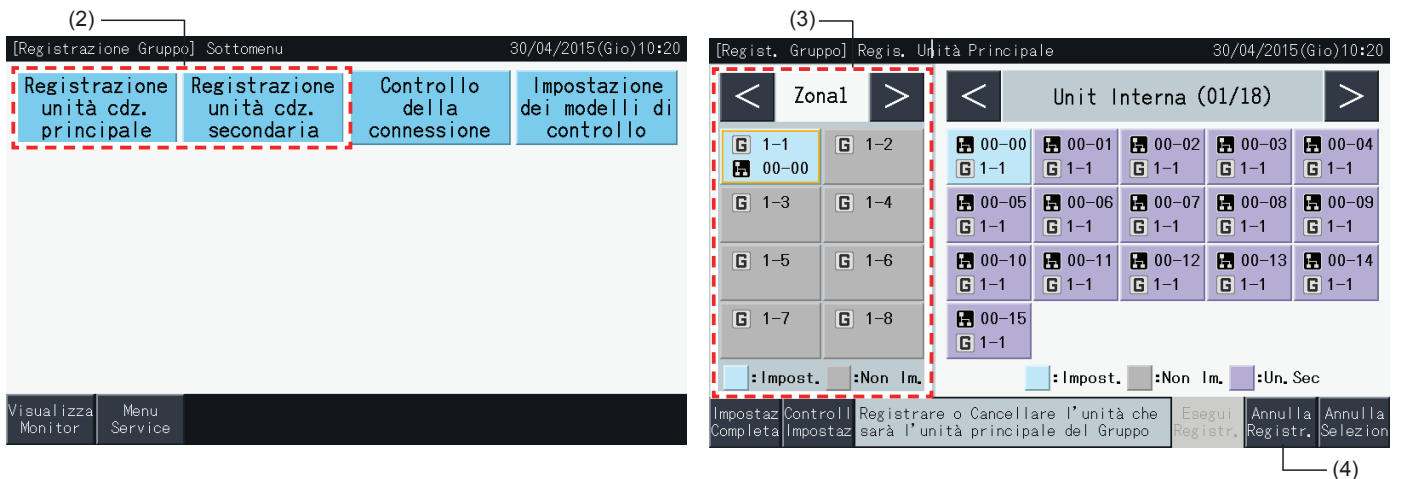 (2)
[Registrazione Gruppo] Sottomenu 30/04/2015(Gio)10:20
Registrazione
unità cdz.
principale
Registrazione
unità cdz.
secondaria
Controllo
della
connessione
Impostazione
dei modelli di
controllo
Visualizza
Monitor
Menu
Service
(3)
[Regist. Gruppo] Regis. Unità Principale 30/04/2015(Gio)10:20
< Zona1 >
G 1-1
00-00
G 1-2
G 1-3
G 1-4
G 1-5
G 1-6
G 1-7
G 1-8
:Impost. :Non Im.
< Unit Interna (01/18) >
00-00
G 1-1
00-01
G 1-1
00-02
G 1-1
00-03
G 1-1
00-04
G 1-1
00-05
G 1-1
00-06
G 1-1
00-07
G 1-1
00-08
G 1-1
00-09
G 1-1
00-10
G 1-1
00-11
G 1-1
00-12
G 1-1
00-13
G 1-1
00-14
G 1-1
00-15
G 1-1
:Impost. :Non Im. :Un.Sec
Impostaz
Completa
Controll
Impostaz
Registrare o Cancellare l'unità che
sarà l'unità principale del Gruppo
Esegui
Registr.
Annulla
Registr.
Annulla
Selezion
(4)